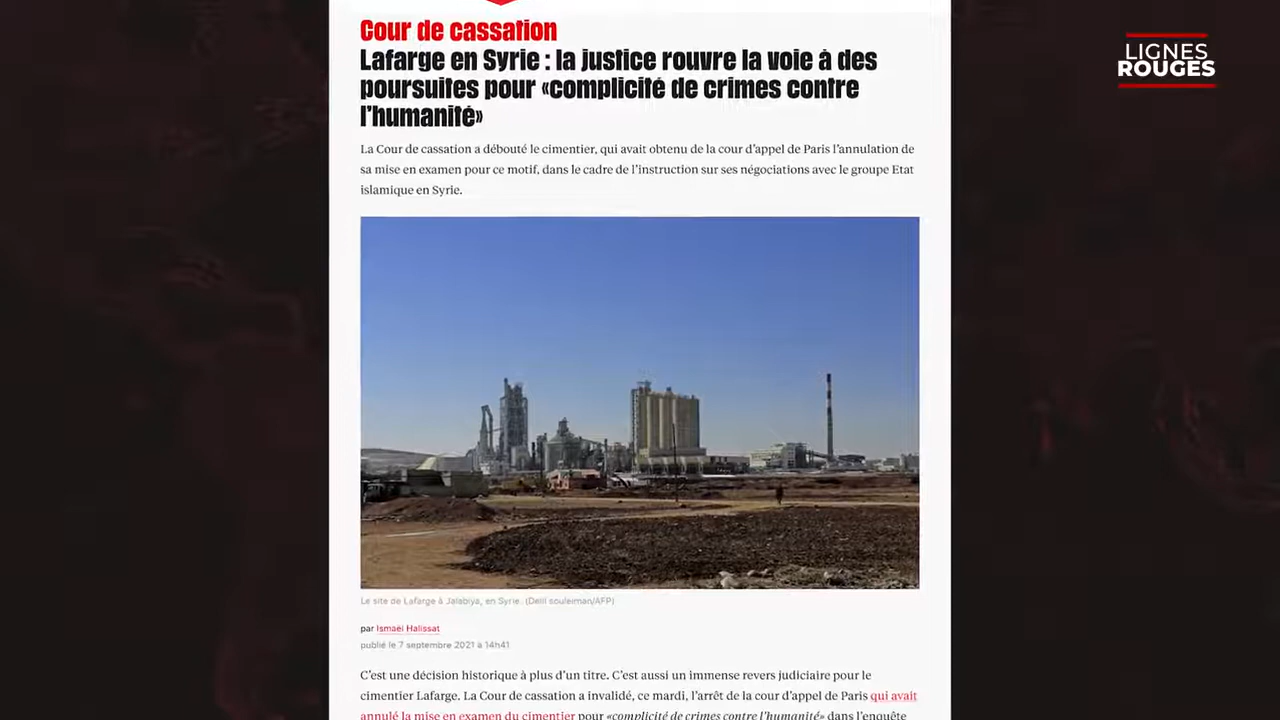 LIGNES
ROUGES
Cour de cassation
Lafarge en Syrie : la justice rouvre la voie à des
poursuites pour «complicité de crimes contre
l'humanité»
La Cour de cassation a débouté le cimentier, qui avait obtenu de la cour d'appel de Paris l'annulation de
sa mise en examen pour ce motif, dans le cadre de l'instruction sur ses négociations avec le groupe Etat
islamique en Syrie.
Le site de Lafarge à Jalabiya, en Syrie. (Delil souleiman/AFP)
par Ismaël Halissat
publié le 7 septembre 2021 à 14h41
C'est une décision historique à plus d'un titre. C'est aussi un immense revers judiciaire pour le
cimentier Lafarge. La Cour de cassation a invalidé, ce mardi, l'arrêt de la cour d'appel de Paris qui avait
annulé la mise en examen du cimentier pour «complicité de crimes contre l'humanité» dans l'enquête